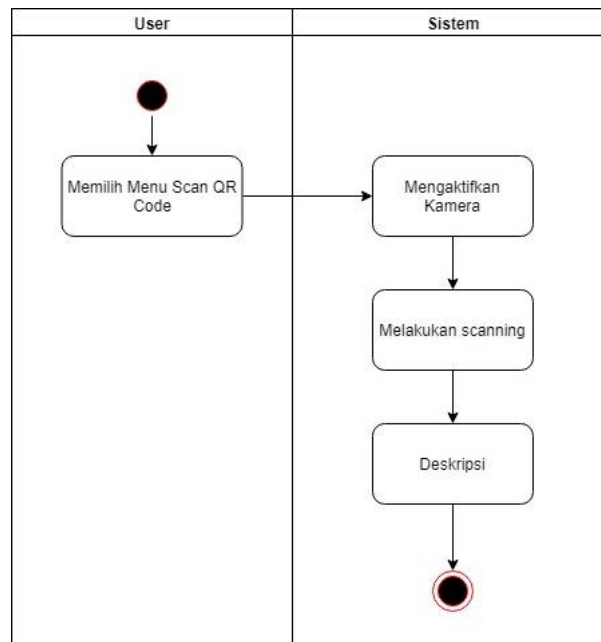 User
Sistem
Memilih Menu Scan QR
Code
Mengaktifkan
Kamera
Melakukan scanning
Deskripsi